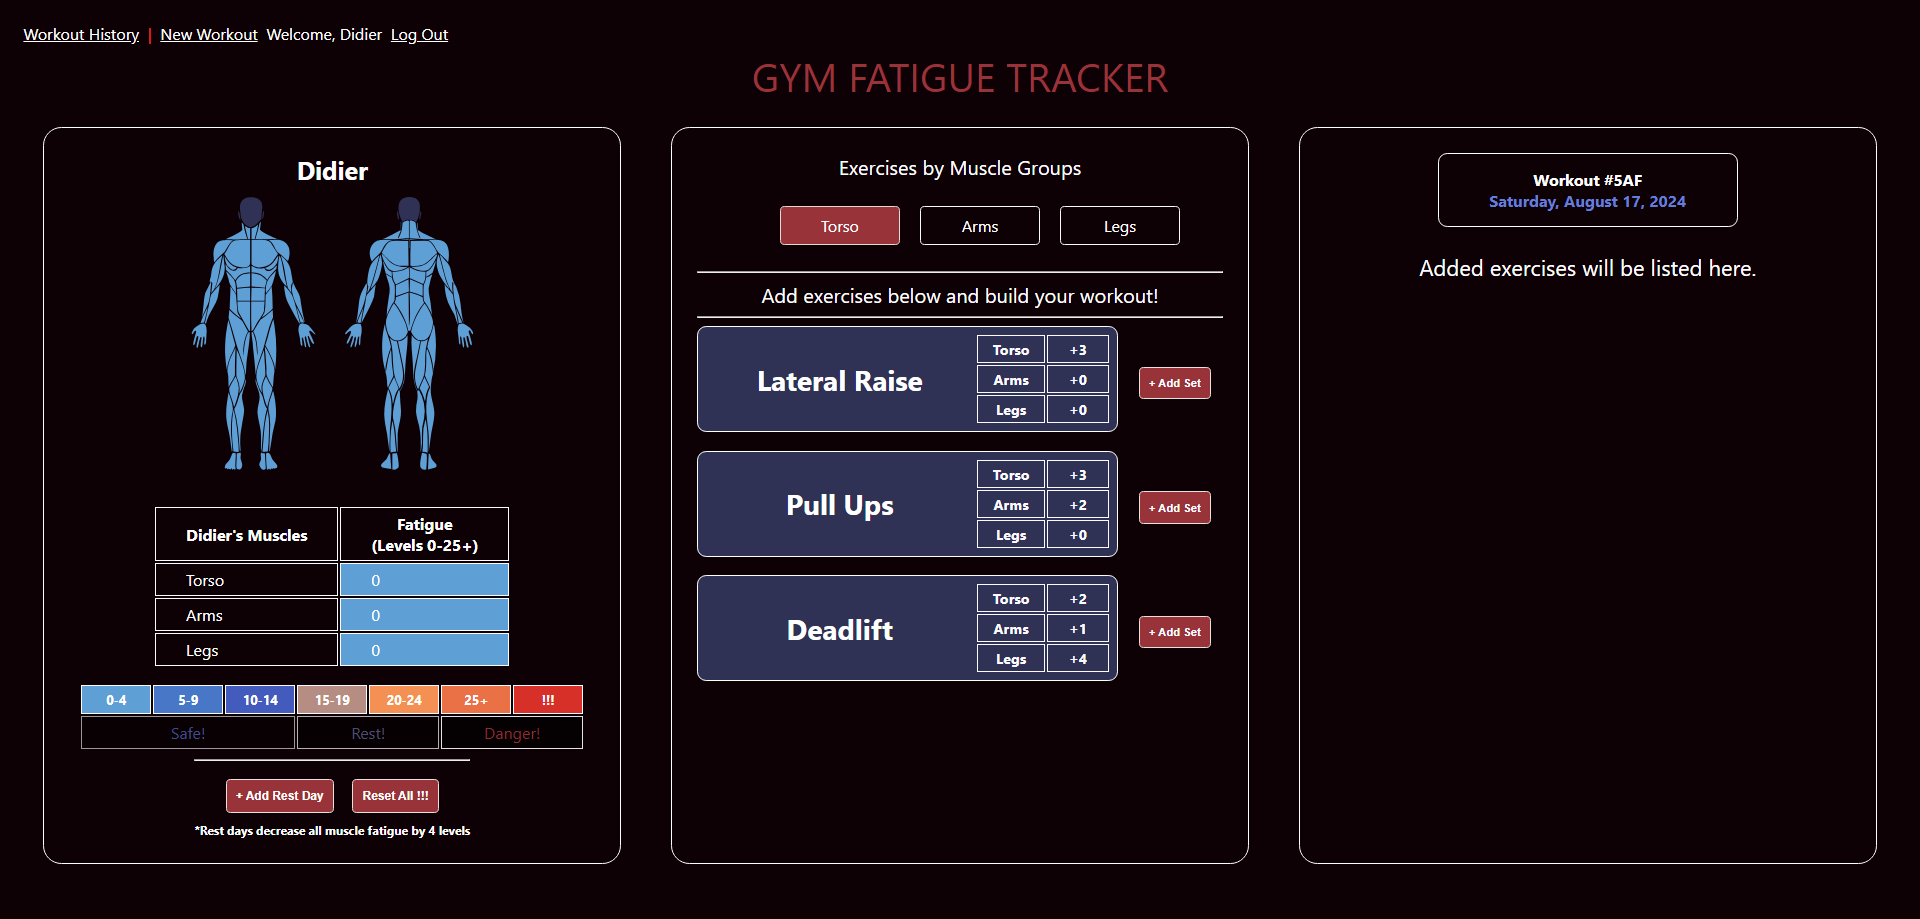 Workout History | New Workout Welcome, Didier Log Out
GYM FATIGUE TRACKER
Didier
Didier's Muscles
Fatigue
(Levels 0-25+)
Torso 0
Arms 0
Legs 0
0-4 5-9 10-14 15-19 20-24 25+ !!!
Safe! Rest! Danger!
+ Add Rest Day Reset All !!!
*Rest days decrease all muscle fatigue by 4 levels
Exercises by Muscle Groups
Torso Arms Legs
Add exercises below and build your workout!
Lateral Raise
Torso +3
Arms +0
Legs +0
+ Add Set
Pull Ups
Torso +3
Arms +2
Legs +0
+ Add Set
Deadlift
Torso +2
Arms +1
Legs +4
+ Add Set
Workout #5AF
Saturday, August 17, 2024
Added exercises will be listed here.